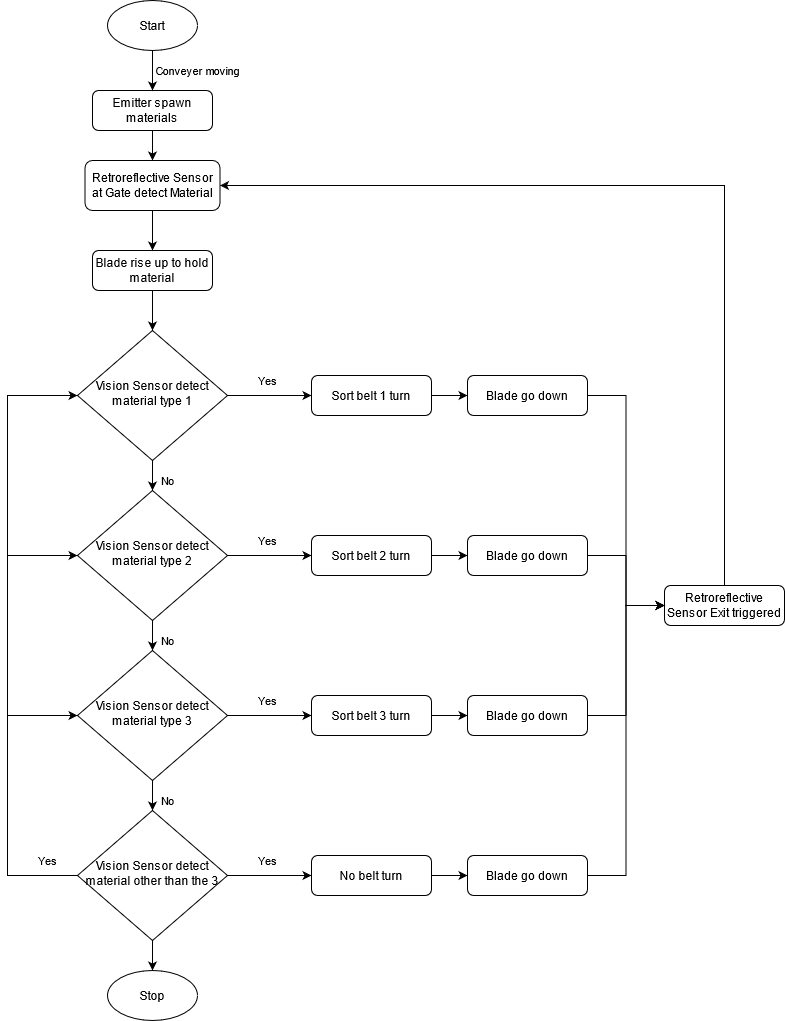 Start
Conveyer moving
Emitter spawn
materials
Retroreflective Sensor
at Gate detect Material
Blade rise up to hold
material
Vision Sensor detect
material type 1
Yes
Sort belt 1 turn
Blade go down
No
Vision Sensor detect
material type 2
Yes
Sort belt 2 turn
Blade go down
Retroreflective
Sensor Exit triggered
No
Vision Sensor detect
material type 3
Yes
Sort belt 3 turn
Blade go down
No
Yes
Vision Sensor detect
material other than the 3
Yes
No belt turn
Blade go down
Stop